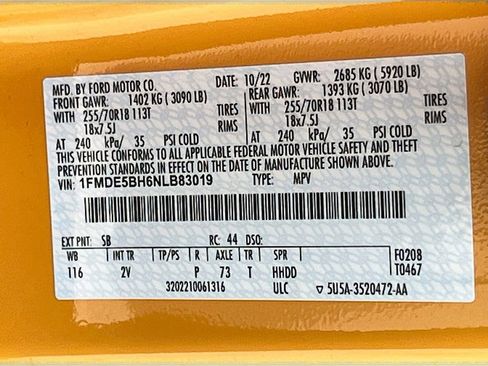 MFD. BY FORD MOTOR CO. DATE: 10/22 GVWR: 2685 KG ( 5920 LB)
FRONT GAWR: 1402 KG ( 3090 LB) REAR GAWR: 1393 KG ( 3070 LB)
WITH 255/70R18 113T TIRES WITH 255/70R18 113T TIRES
18x7.5J RIMS 18x7.5J RIMS
AT 240 kPa/ 35 PSI COLD AT 240 kPa/ 35 PSI COLD
THIS VEHICLE CONFORMS TO ALL APPLICABLE FEDERAL MOTOR VEHICLE SAFETY AND THEFT
PREVENTION STANDARDS IN EFFECT ON THE DATE OF MANUFACTURE SHOWN ABOVE.
VIN: 1FMDE5BH6NLB83019 TYPE: MPV
EXT PNT: SB RC: 44 DSO:
WB INT TR TP/PS R AXLE TR SPR F0208
116 2V P 73 T HHDD T0467
3202210061316 ULC ▽ 5U5A-3520472-AA